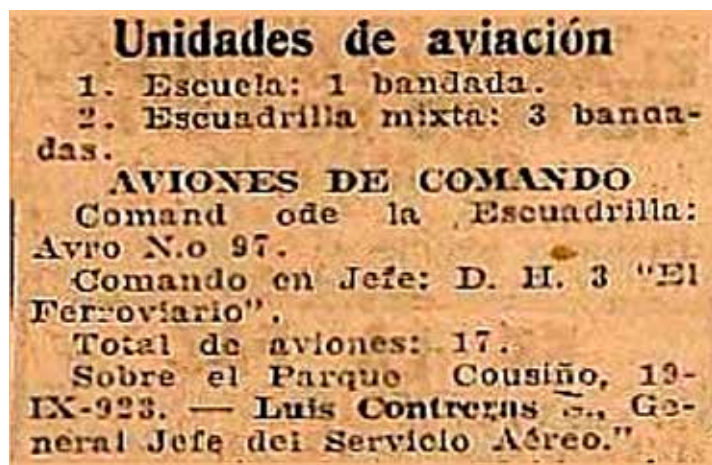 Unidades de aviación
1. Escuela: 1 bandada.
2. Escuadrilla mixta: 3 banda-
das.
AVIONES DE COMANDO
Comand ode la Escuadrilla:
Avro N.o 97.
Comando en Jefe: D. H. 3 "El
Ferroviario".
Total de aviones: 17.
Sobre el Parque Cousiño, 19-
IX-923. — Luis Contreras S., Ge-
neral Jefe del Servicio Aéreo."